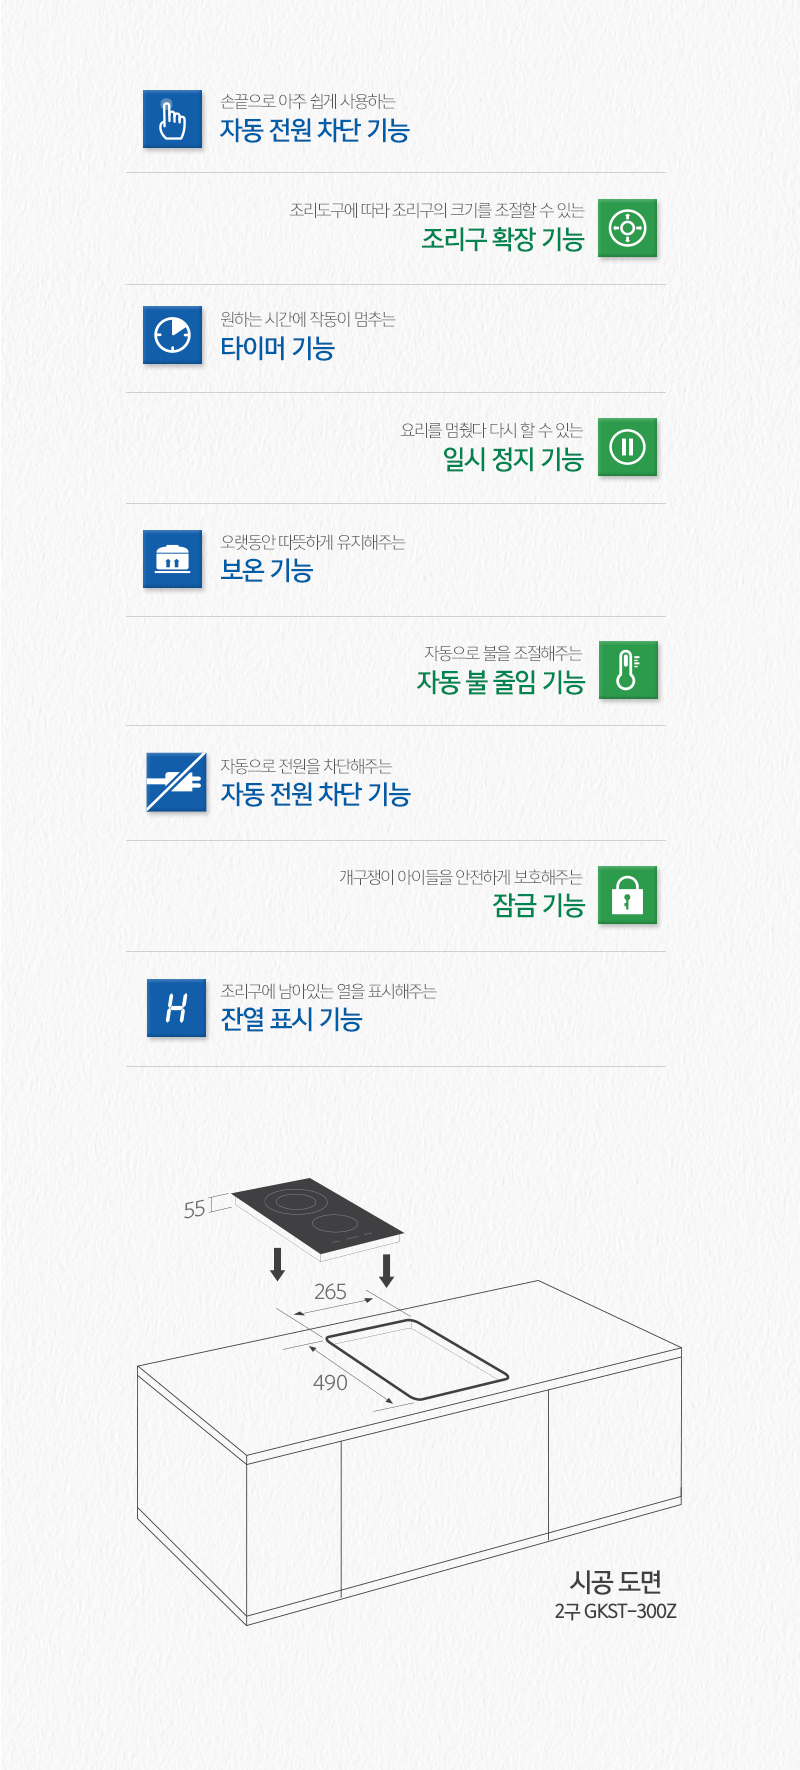 손끝으로 아주 쉽게 사용하는
자동 전원 차단 기능
조리도구에 따라 조리구의 크기를 조절할 수 있는
조리구 확장 기능
원하는 시간에 작동이 멈추는
타이머 기능
요리를 멈췄다 다시 할 수 있는
일시 정지 기능
오랫동안 따뜻하게 유지해주는
보온 기능
자동으로 불을 조절해주는
자동 불 줄임 기능
자동으로 전원을 차단해주는
자동 전원 차단 기능
개구쟁이 아이들을 안전하게 보호해주는
잠금 기능
H
조리구에 남아있는 열을 표시해주는
잔열 표시 기능
55
265
490
시공 도면
2구 GKST-300Z